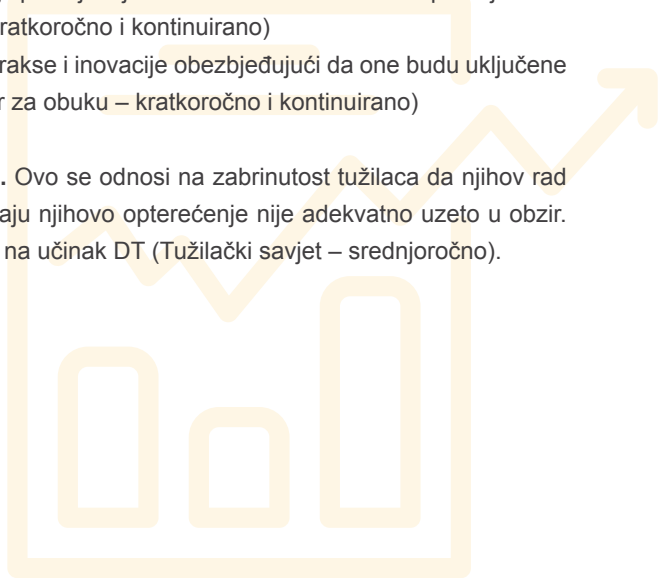 ratkoročno i kontinuirano)
rakse i inovacije obezbjeđujući da one budu uključene
r za obuku – kratkoročno i kontinuirano)
. Ovo se odnosi na zabrinutost tužilaca da njihov rad
aju njihovo opterećenje nije adekvatno uzeto u obzir.
na učinak DT (Tužilački savjet – srednjoročno).